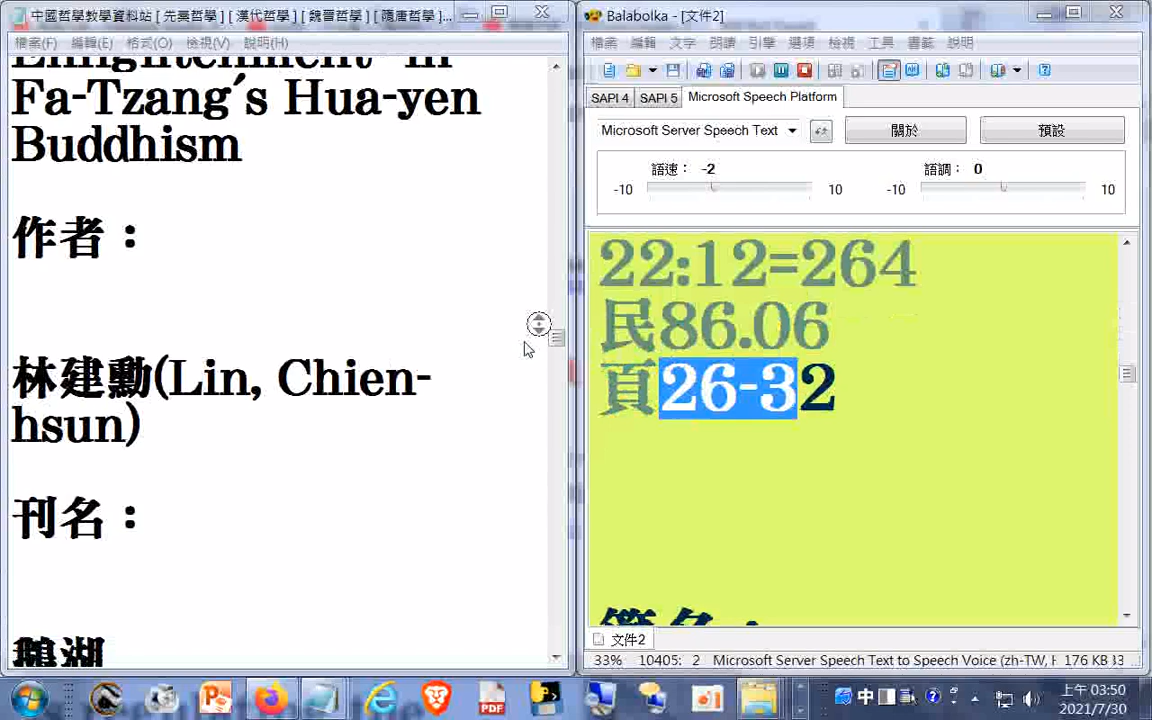 中國哲學教學資料站 [ 先秦哲學 ] [ 漢代哲學 ] [ 魏晉哲學 ] [ 隋唐哲學 ]...
檔案(F) 編輯(E) 格式(O) 檢視(V) 說明(H)
Enlightenment" in
Fa-Tzang's Hua-yen
Buddhism
作者：
林建勳(Lin, Chien-
hsun)
刊名：
鵝湖
Balabolka - [文件2]
檔案 編輯 文字 朗讀 引擎 選項 檢視 工具 書籤 說明
SAPI 4 SAPI 5 Microsoft Speech Platform
Microsoft Server Speech Text 關於 預設
語速： -2 語調： 0
-10 10 -10 10
22:12=264
民86.06
頁26-32
篇名：
文件2
33% 10405: 2 Microsoft Server Speech Text to Speech Voice (zh-TW, H 176 KB
中
上午 03:50
2021/7/30